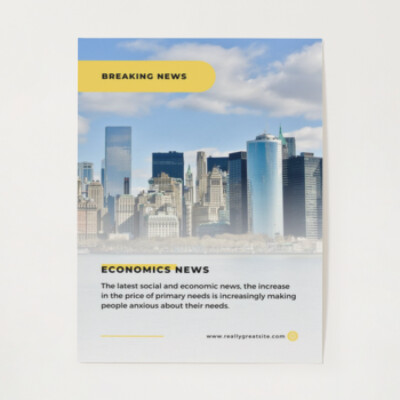 BREAKING NEWS
ECONOMICS NEWS
The latest social and economic news, the increase
in the price of primary needs is increasingly making
people anxious about their needs.
www.reallygreatsite.com